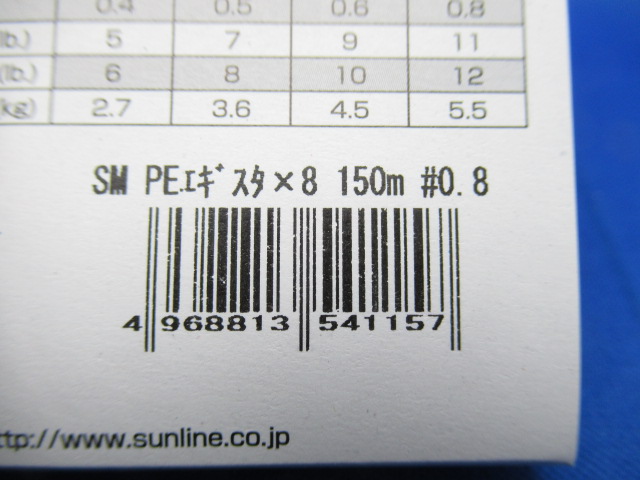 0.4 0.5 0.6 0.8
lb.) 5 7 9 11
(lb.) 6 8 10 12
(kg) 2.7 3.6 4.5 5.5
SM PEｴｷﾞｽﾀ×8 150m #0.8
4 968813 541157
http://www.sunline.co.jp